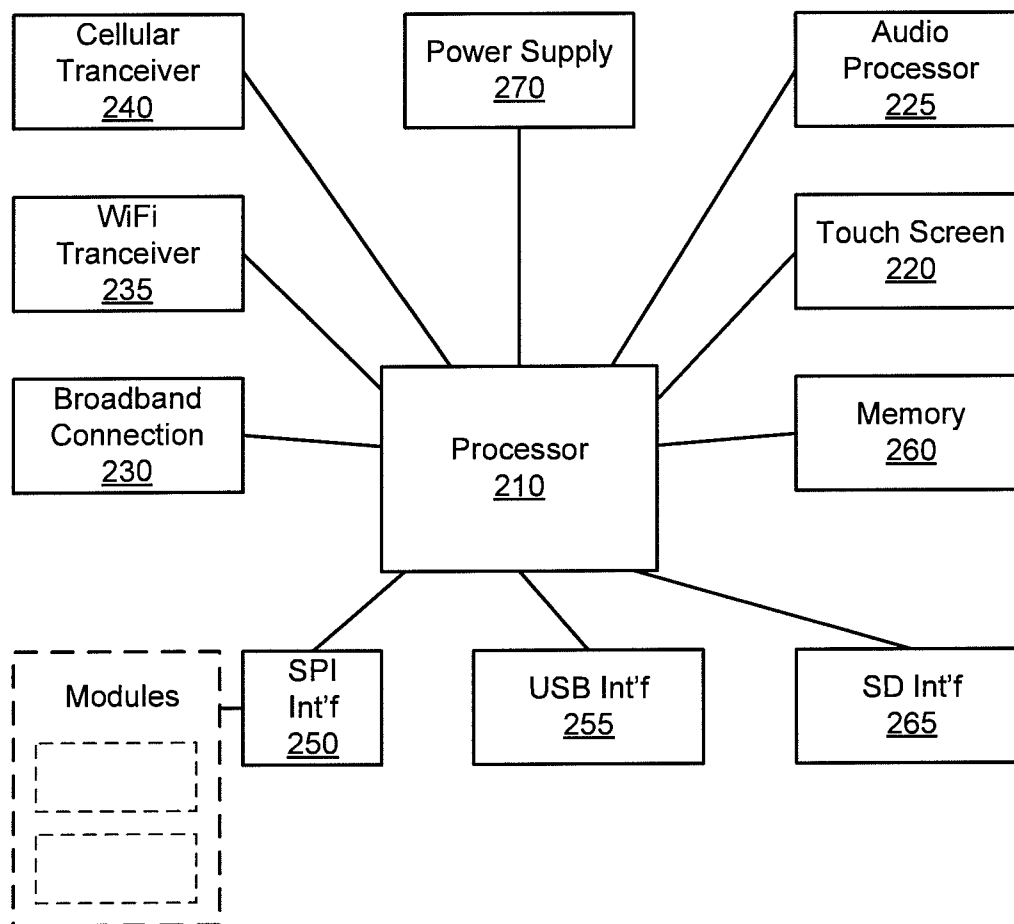 Cellular
Tranceiver
240
Power Supply
270
Audio
Processor
225
WiFi
Tranceiver
235
Touch Screen
220
Broadband
Connection
230
Processor
210
Memory
260
Modules
SPI
Int'f
250
USB Int'f
255
SD Int'f
265